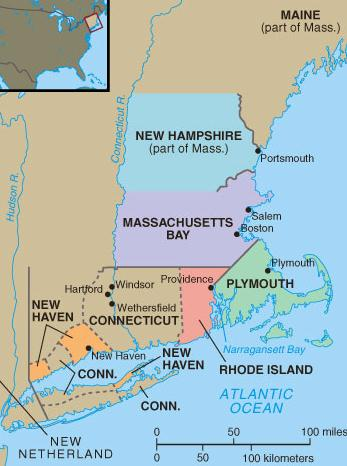 MAINE
(part of Mass.)
Connecticut R.
NEW HAMPSHIRE
(part of Mass.)
Portsmouth
Hudson R.
MASSACHUSETTS
BAY
Salem
Boston
Plymouth
PLYMOUTH
Providence
Hartford
Windsor
Wethersfield
CONNECTICUT
NEW
HAVEN
New Haven
CONN.
NEW
HAVEN
CONN.
Narragansett Bay
RHODE ISLAND
ATLANTIC
OCEAN
NEW
NETHERLAND
0 50 100 miles
0 50 100 kilometers